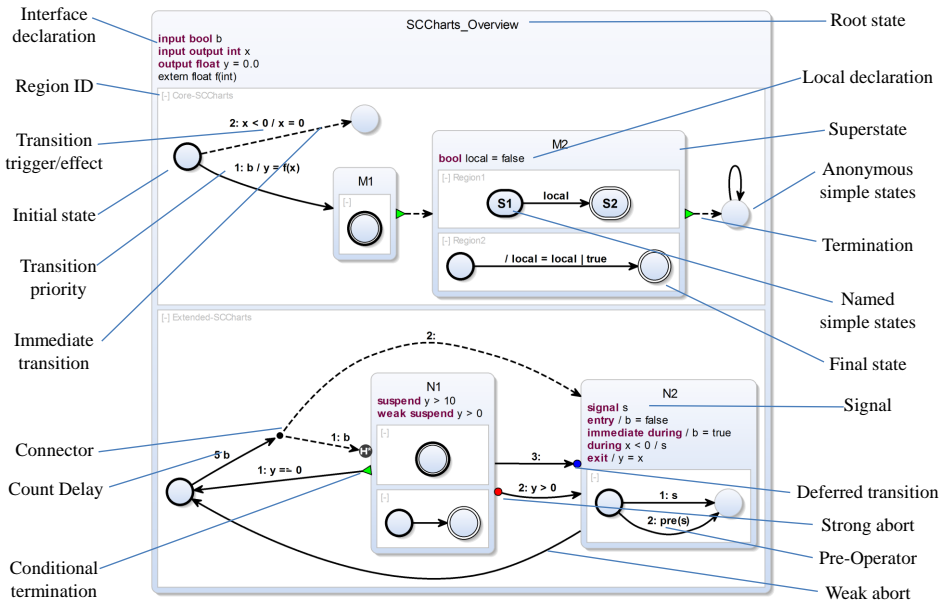 Interface
declaration
Region ID
Transition
trigger/effect
Initial state
Transition
priority
Immediate
transition
Connector
Count Delay
Conditional
termination
SCCharts_Overview
input bool b
input output int x
output float y = 0.0
extern float f(int)
[-] Core-SCCharts
2: x < 0 / x = 0
1: b / y = f(x)
M1
[-]
M2
bool local = false
[-] Region1
S1
local
S2
[-] Region2
/ local = local | true
[-] Extended-SCCharts
2:
5 b
1: b
H*
1: y == 0
N1
suspend y > 10
weak suspend y > 0
[-]
[-]
3:
2: y > 0
N2
signal s
entry / b = false
immediate during / b = true
during x < 0 / s
exit / y = x
[-]
1: s
2: pre(s)
Root state
Local declaration
Superstate
Anonymous
simple states
Termination
Named
simple states
Final state
Signal
Deferred transition
Strong abort
Pre-Operator
Weak abort